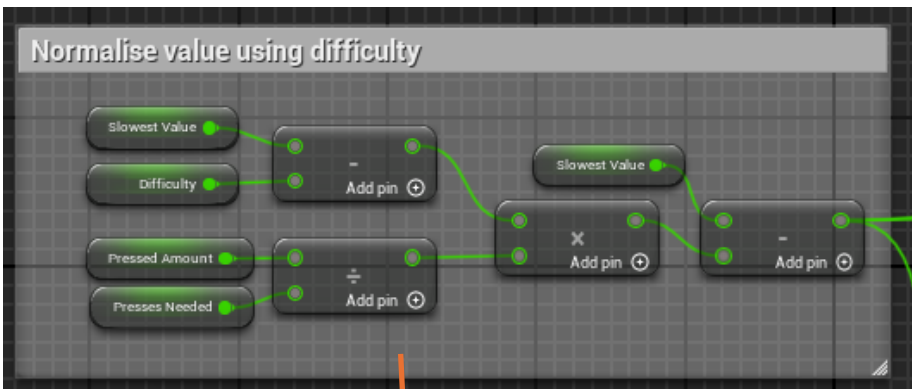 Normalise value using difficulty
Slowest Value
Difficulty
-
Add pin
Pressed Amount
Presses Needed
÷
Add pin
Slowest Value
×
Add pin
-
Add pin